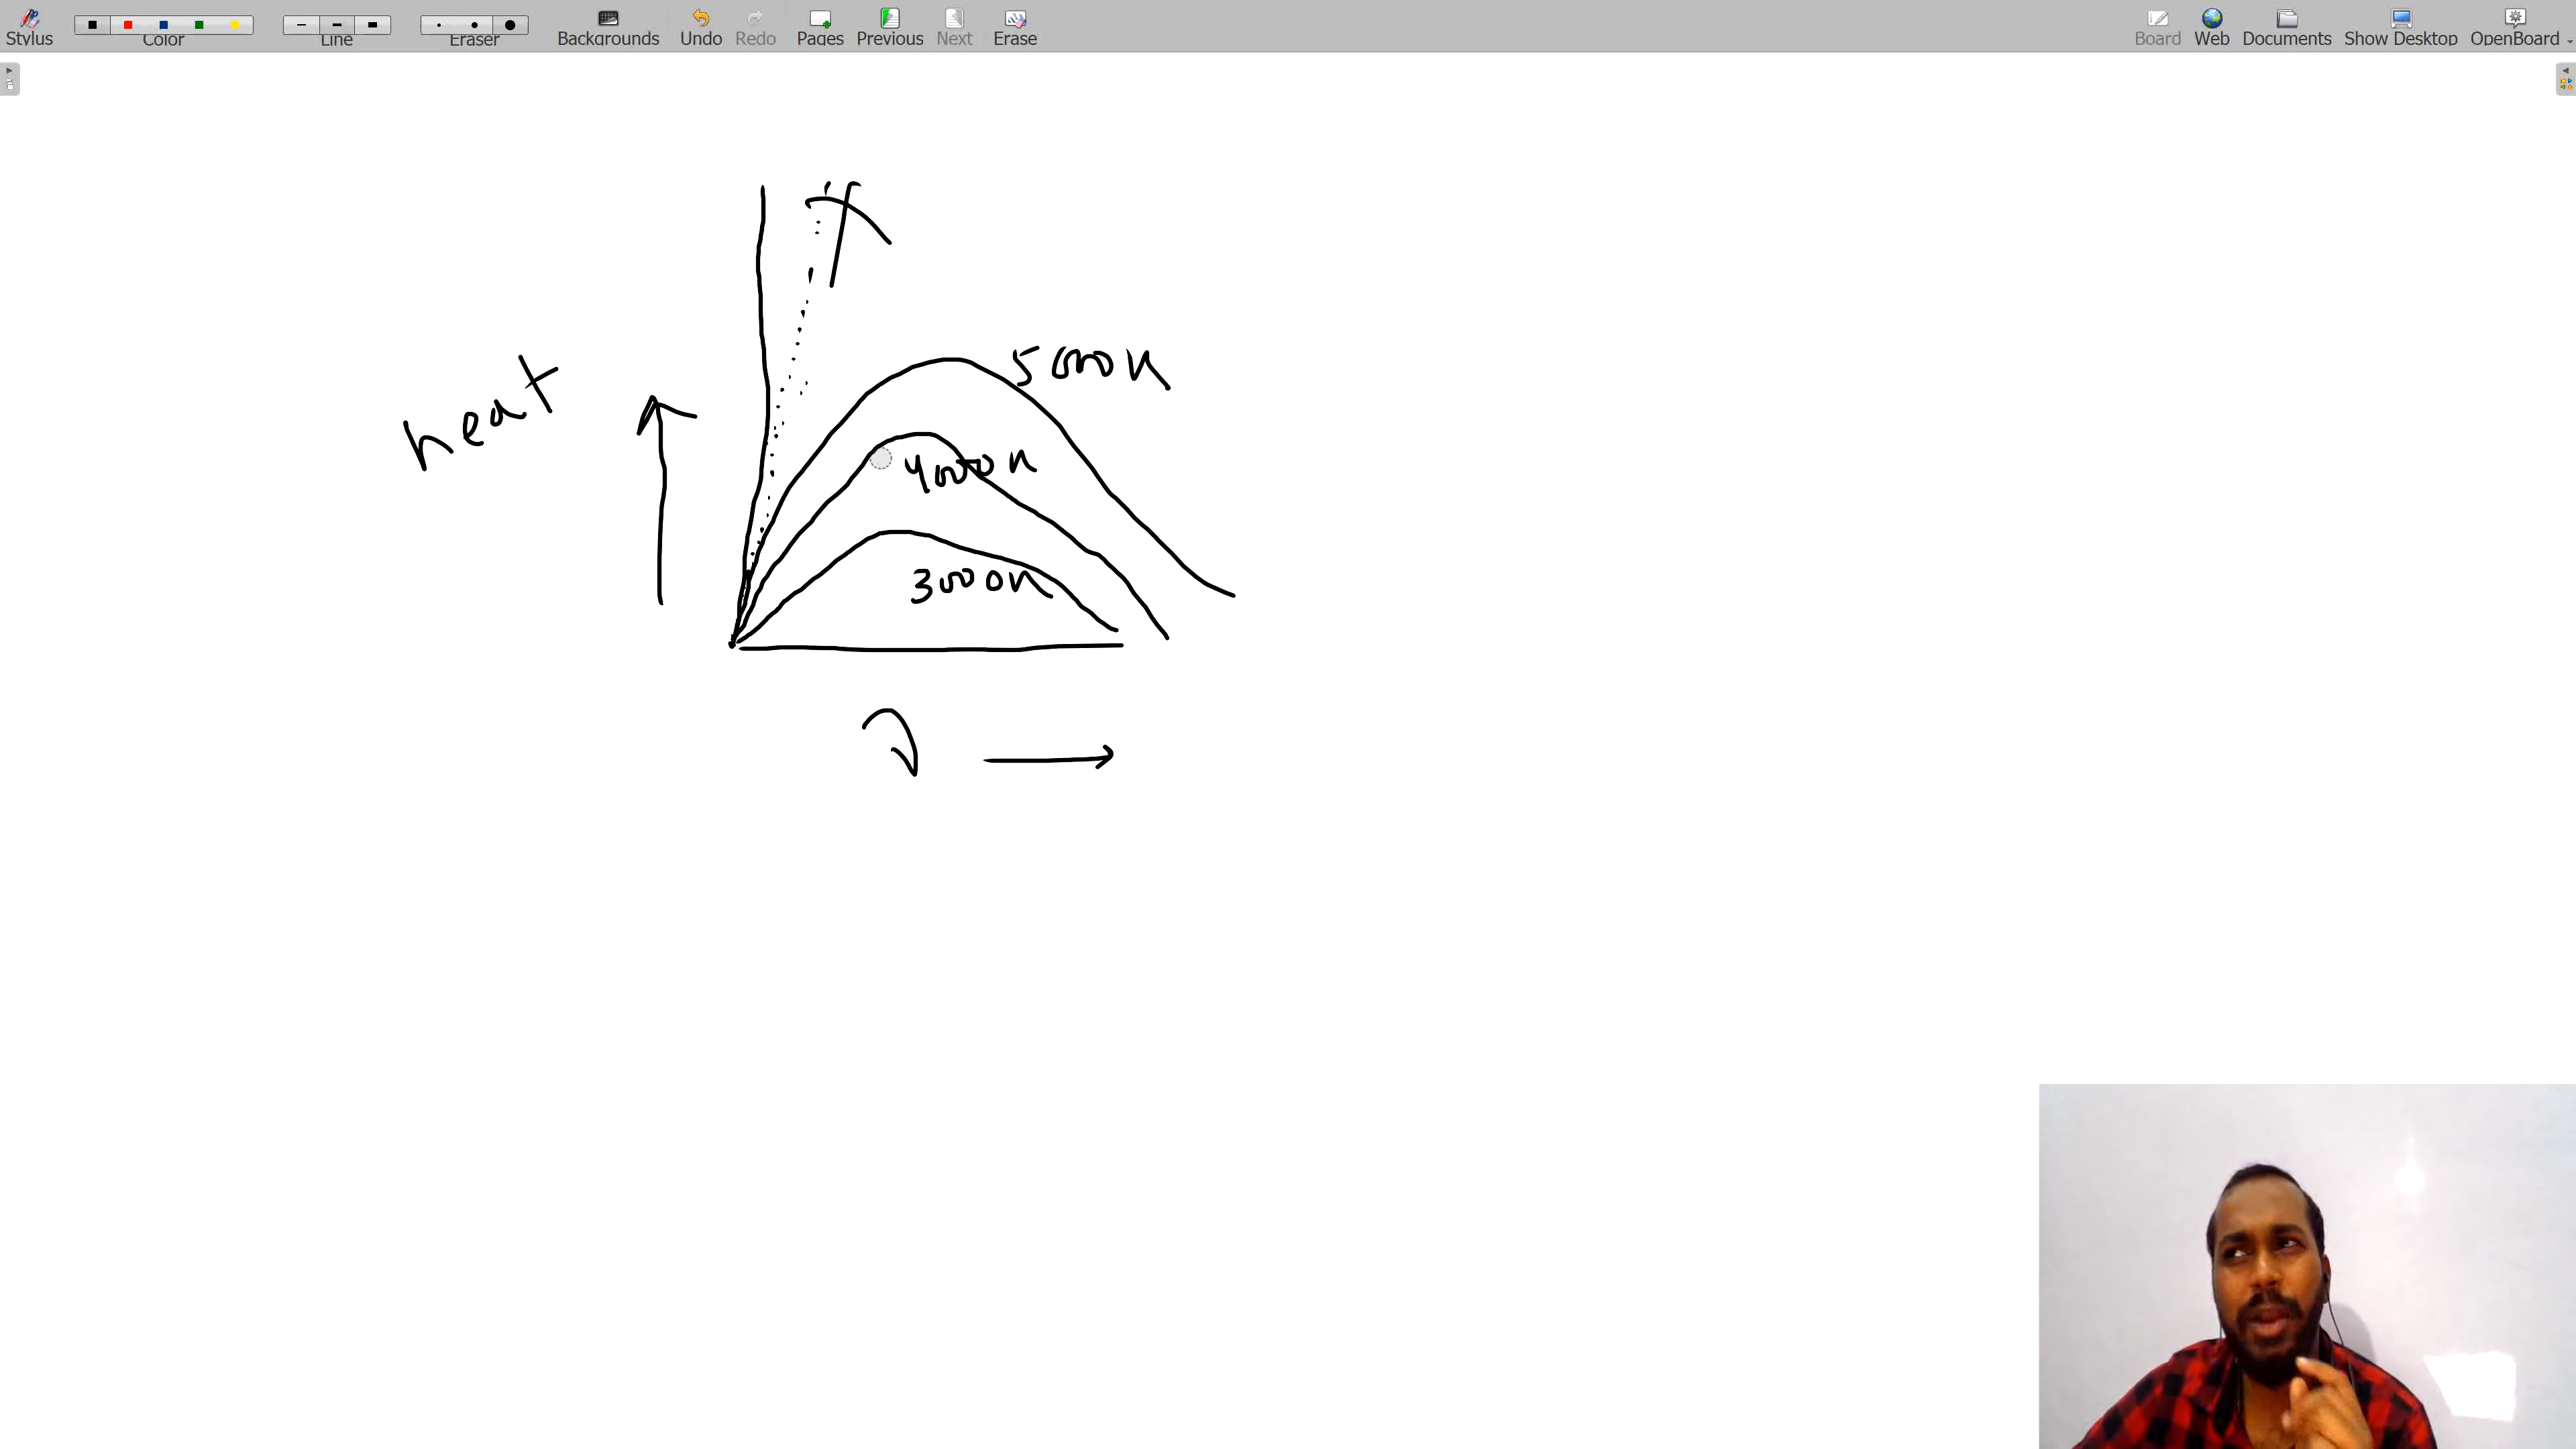 Stylus Color Line Eraser Backgrounds Undo Redo Pages Previous Next Erase Board Web Documents Show Desktop OpenBoard
heat
5000K
4000K
3000K
ν